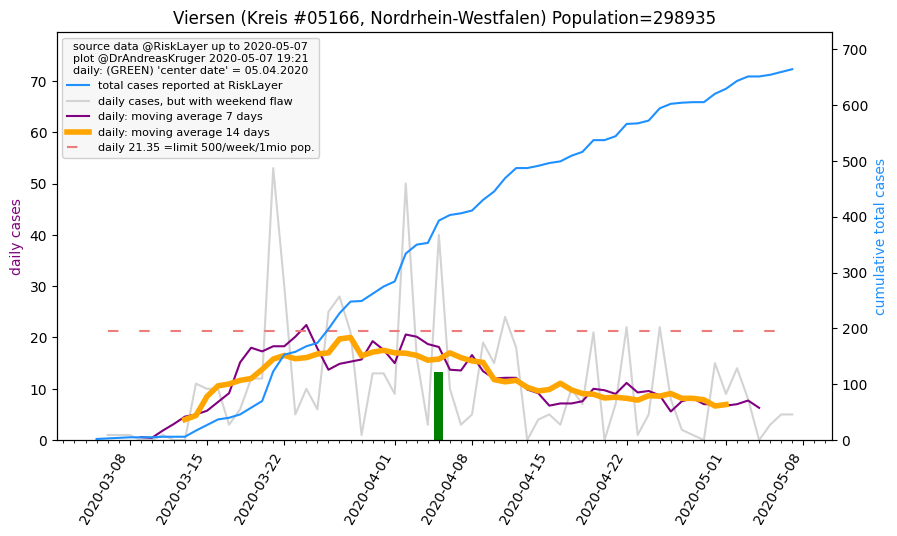 Viersen (Kreis #05166, Nordrhein-Westfalen) Population=298935
source data @RiskLayer up to 2020-05-07
plot @DrAndreasKruger 2020-05-07 19:21
daily: (GREEN) 'center date' = 05.04.2020
total cases reported at RiskLayer
daily cases, but with weekend flaw
daily: moving average 7 days
daily: moving average 14 days
daily 21.35 =limit 500/week/1mio pop.
daily cases
0
10
20
30
40
50
60
70
cumulative total cases
0
100
200
300
400
500
600
700
2020-03-08
2020-03-15
2020-03-22
2020-04-01
2020-04-08
2020-04-15
2020-04-22
2020-05-01
2020-05-08